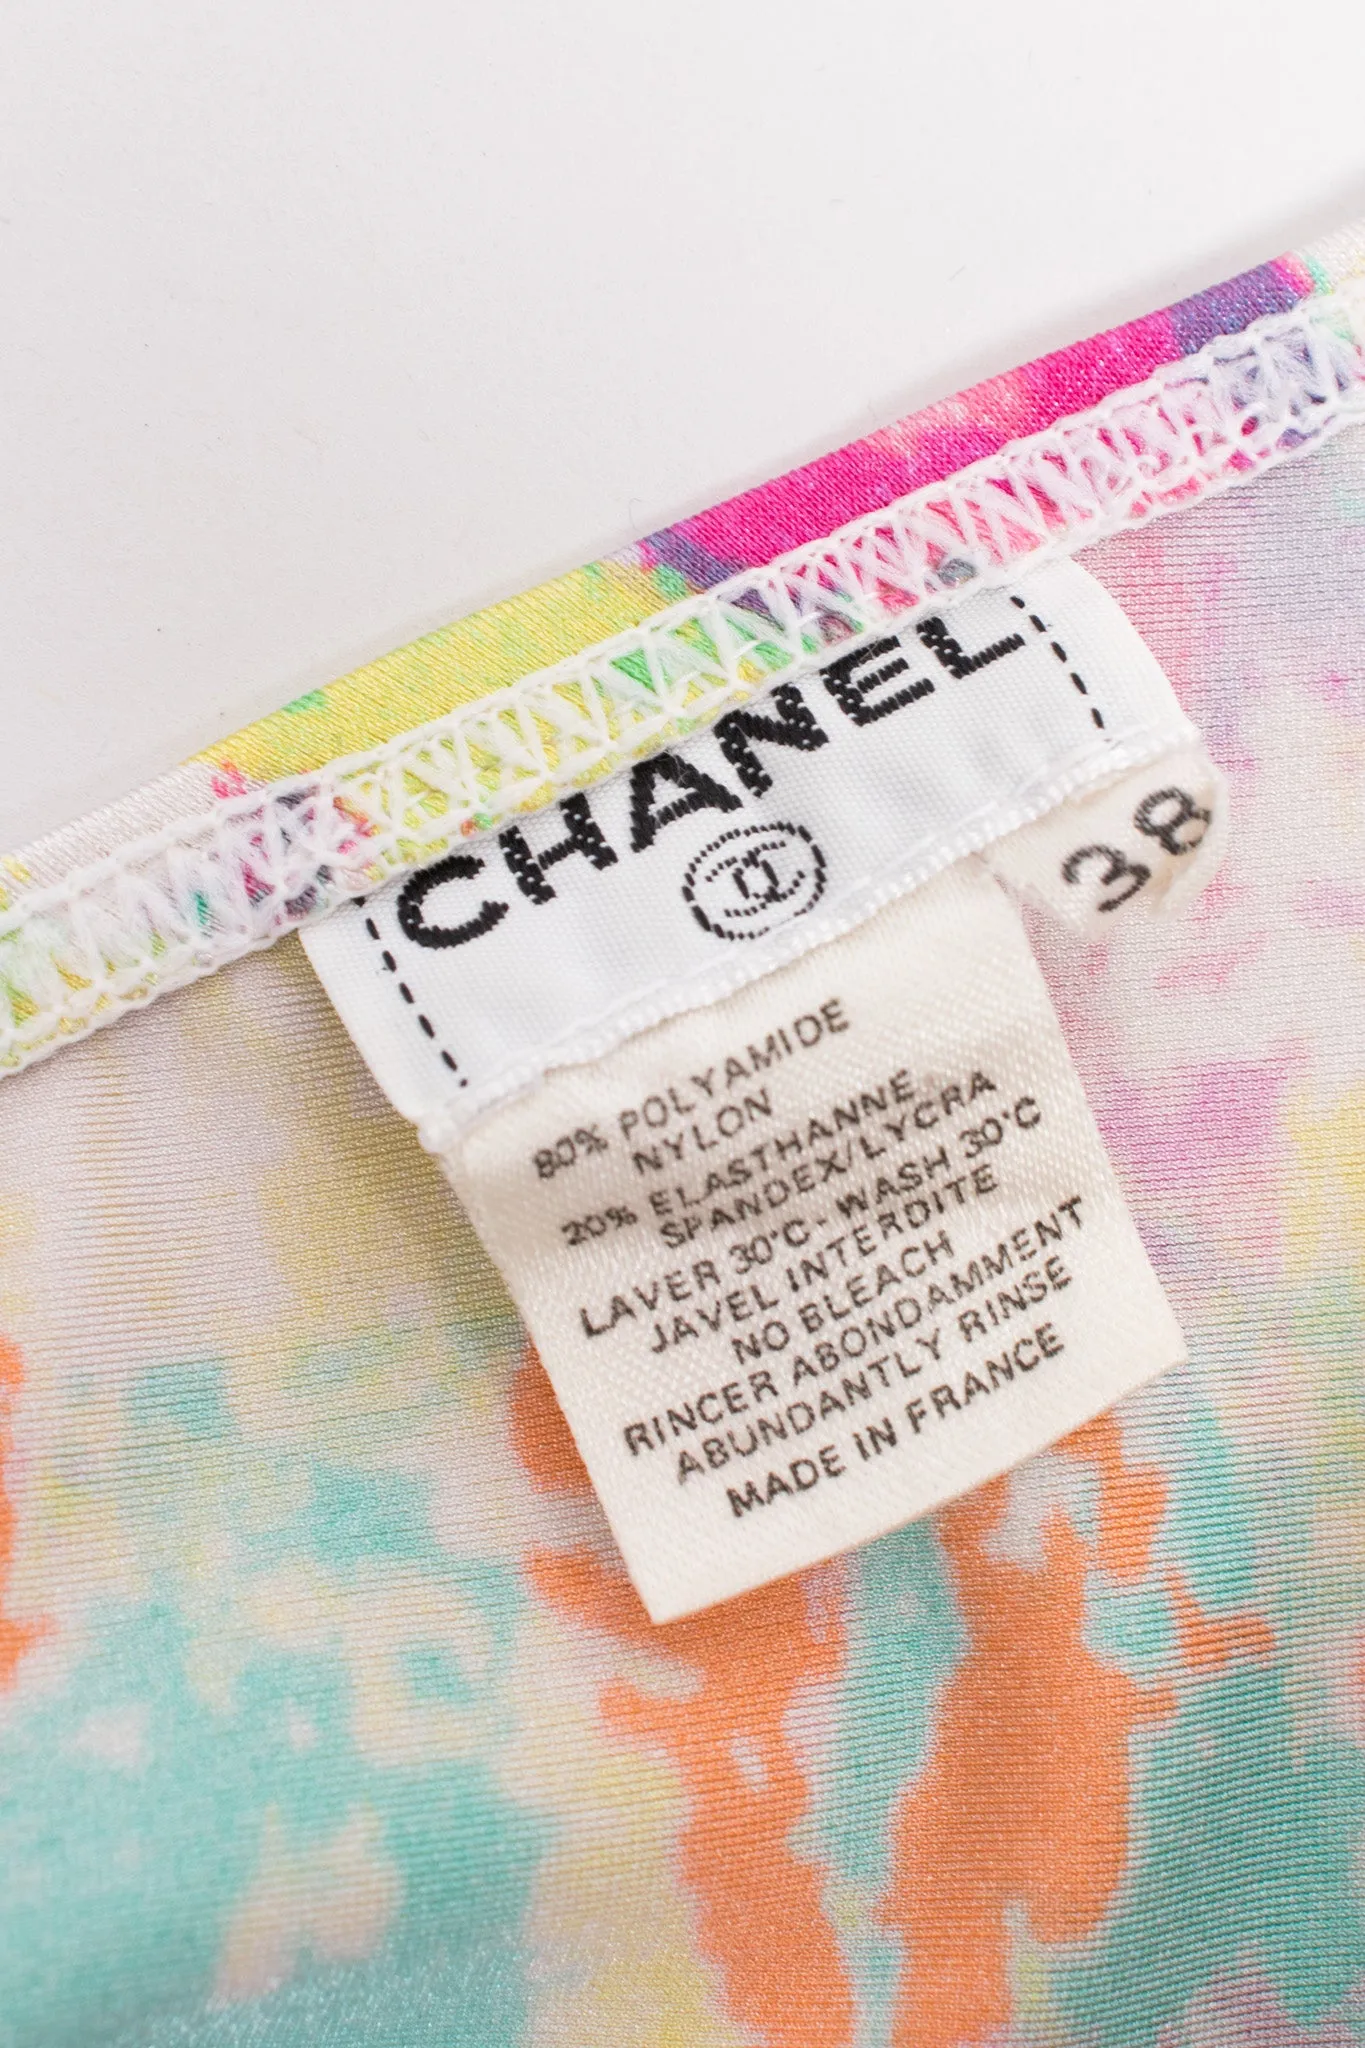 CHANEL
38
80% POLYAMIDE
NYLON
20% ELASTHANNE
SPANDEX/LYCRA
LAVER 30°C - WASH 30°C
JAVEL INTERDITE
NO BLEACH
RINCER ABONDAMMENT
ABUNDANTLY RINSE
MADE IN FRANCE